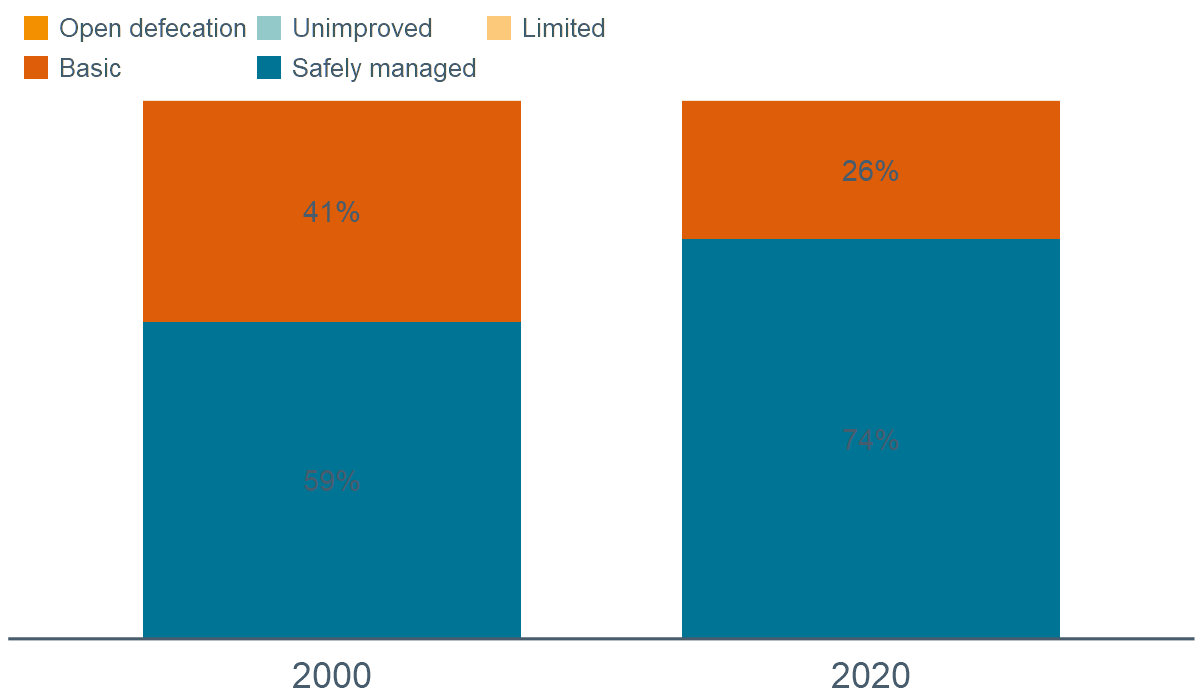 Open defecation Unimproved Limited
Basic Safely managed
41%
26%
59%
74%
2000 2020